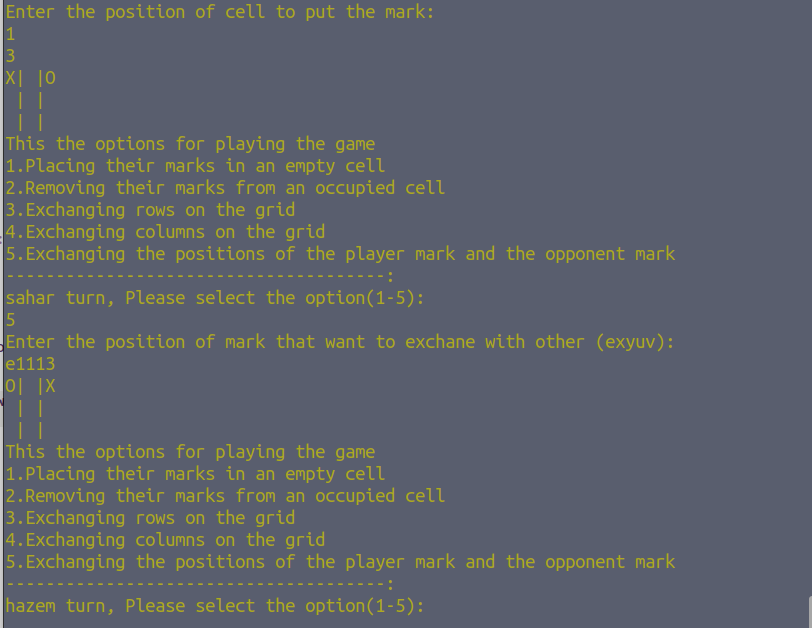 Enter the position of cell to put the mark:
1
3
X| |O
 | |
 | |
This the options for playing the game
1.Placing their marks in an empty cell
2.Removing their marks from an occupied cell
3.Exchanging rows on the grid
4.Exchanging columns on the grid
5.Exchanging the positions of the player mark and the opponent mark
--------------------------------------:
sahar turn, Please select the option(1-5):
5
Enter the position of mark that want to exchane with other (exyuv):
e1113
O| |X
 | |
 | |
This the options for playing the game
1.Placing their marks in an empty cell
2.Removing their marks from an occupied cell
3.Exchanging rows on the grid
4.Exchanging columns on the grid
5.Exchanging the positions of the player mark and the opponent mark
--------------------------------------:
hazem turn, Please select the option(1-5):